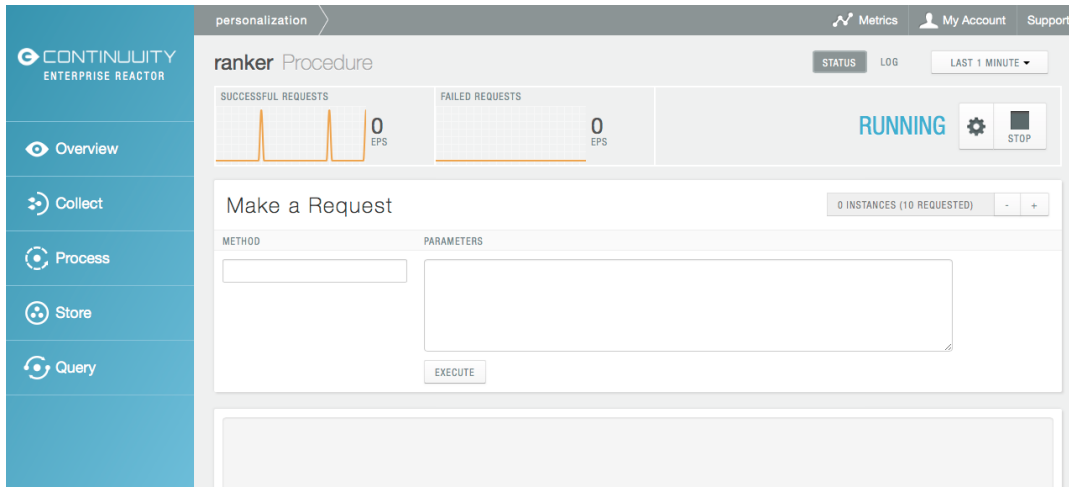 personalization
Metrics
My Account
Support
CONTINUUITY
ENTERPRISE REACTOR
Overview
Collect
Process
Store
Query
ranker Procedure
STATUS
LOG
LAST 1 MINUTE
SUCCESSFUL REQUESTS
0
EPS
FAILED REQUESTS
0
EPS
RUNNING
STOP
Make a Request
0 INSTANCES (10 REQUESTED)
-
+
METHOD
PARAMETERS
EXECUTE